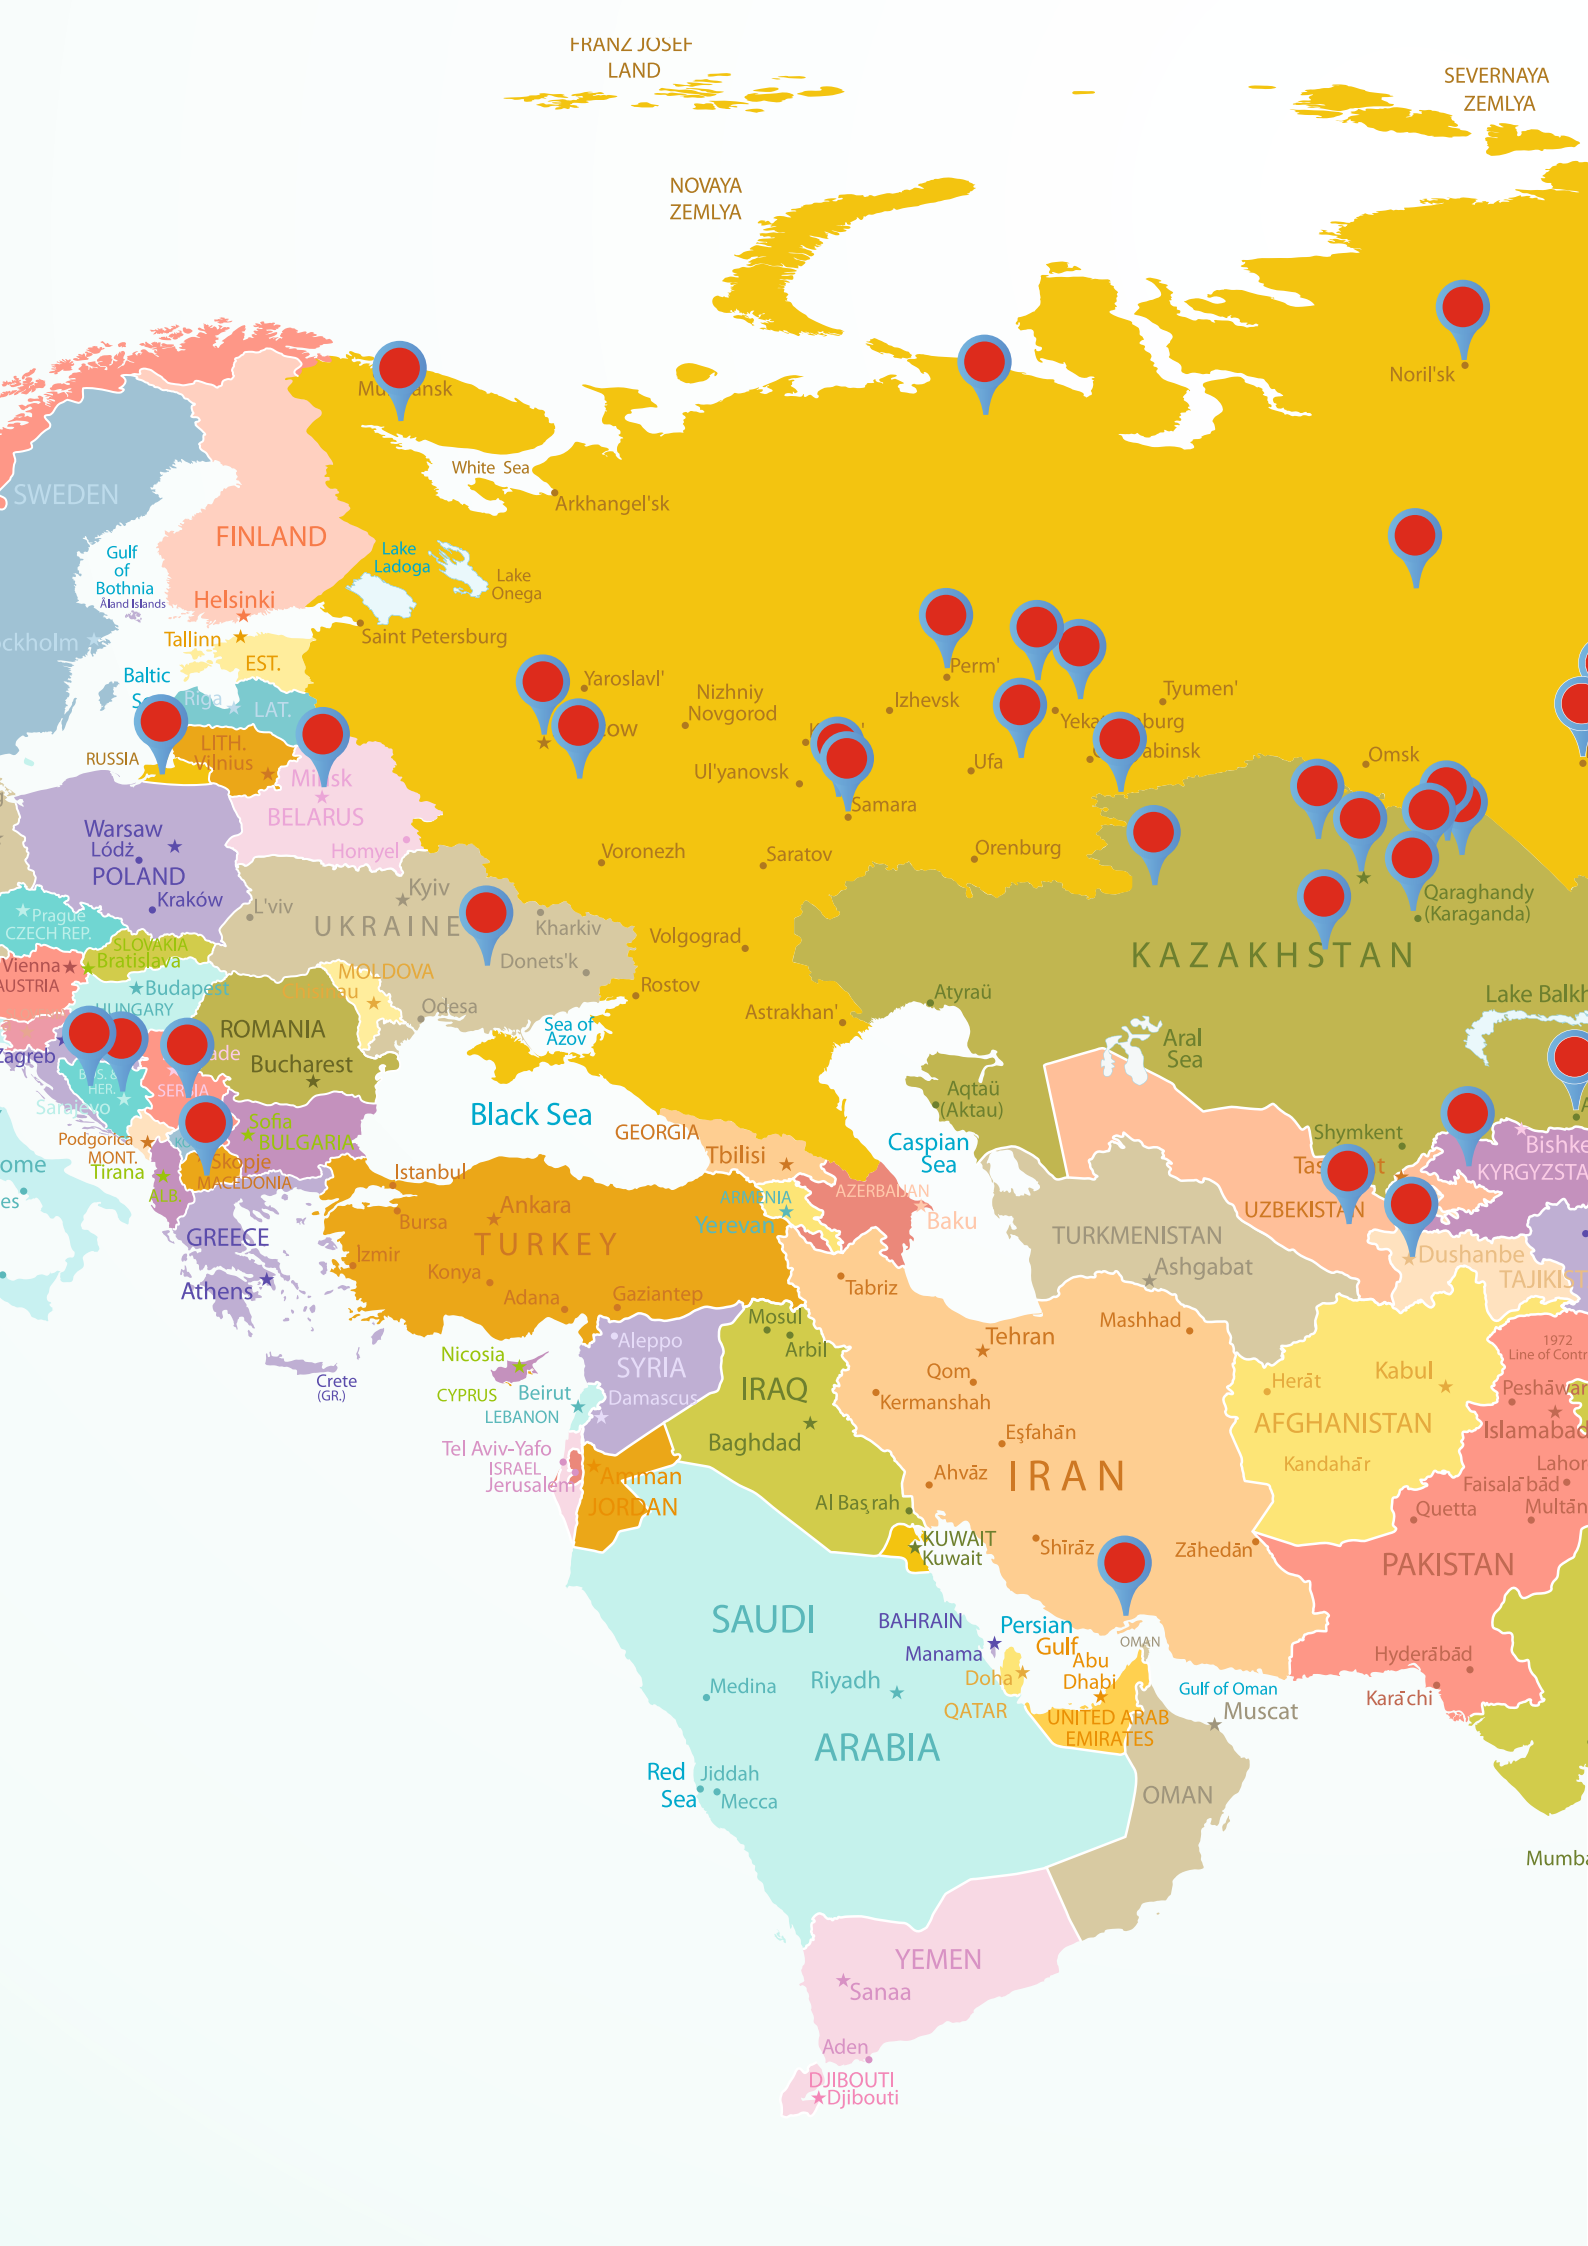 FRANZ JOSEF
LAND
SEVERNAYA
ZEMLYA
NOVAYA
ZEMLYA
Noril'sk
White Sea
Arkhangel'sk
SWEDEN
FINLAND
Gulf
of
Bothnia
Åland Islands
Lake
Ladoga
Lake
Onega
Helsinki
Saint Petersburg
Tallinn
EST.
Baltic
Riga
LAT.
Perm'
Yaroslavl'
Nizhniy
Novgorod
Izhevsk
Tyumen'
RUSSIA
LITH.
Vilnius
Ufa
Omsk
Ul'yanovsk
Samara
Minsk
BELARUS
Homyel
Warsaw
Lódż
POLAND
Kraków
Voronezh
Saratov
Orenburg
Qaraghandy
(Karaganda)
Prague
CZECH REP.
L'viv
Kyiv
UKRAINE
Kharkiv
Donets'k
Volgograd
KAZAKHSTAN
SLOVAKIA
Bratislava
Vienna
AUSTRIA
MOLDOVA
Budapest
HUNGARY
Odesa
Rostov
Astrakhan'
Atyraü
Lake Balkh
Sea of
Azov
ROMANIA
Bucharest
Zagreb
Aral
Sea
HER.
Sarajevo
Aqtaü
(Aktau)
Black Sea
Caspian
Sea
GEORGIA
Tbilisi
Shymkent
Bishke
KYRGYZSTA
Sofia
BULGARIA
Podgorica
MONT.
Tirana
ALB.
Skopje
MACEDONIA
Istanbul
Bursa
Ankara
TURKEY
ARMENIA
Yerevan
AZERBAIJAN
Baku
UZBEKISTAN
TURKMENISTAN
Ashgabat
Dushanbe
TAJIKIST
GREECE
Athens
Izmir
Konya
Adana
Gaziantep
Tabriz
Mosul
Arbil
Tehran
Mashhad
Qom
Kermanshah
Aleppo
SYRIA
Damascus
Nicosia
CYPRUS
Beirut
LEBANON
Crete
(GR.)
IRAQ
Baghdad
Eşfahān
Ahvāz
IRAN
Herāt
Kabul
AFGHANISTAN
Kandahār
1972
Line of Contr
Peshāwar
Islamabad
Lahor
Faisalābād
Multān
Quetta
Tel Aviv-Yafo
ISRAEL
Jerusalem
Amman
JORDAN
Al Başrah
KUWAIT
Kuwait
Shīrāz
Zāhedān
PAKISTAN
SAUDI
ARABIA
BAHRAIN
Manama
Persian
Gulf
OMAN
Abu
Dhabi
Doha
QATAR
UNITED ARAB
EMIRATES
Gulf of Oman
Muscat
Hyderābād
Karāchi
Medina
Riyadh
Red
Sea
Jiddah
Mecca
OMAN
Mumba
YEMEN
Sanaa
Aden
DJIBOUTI
Djibouti